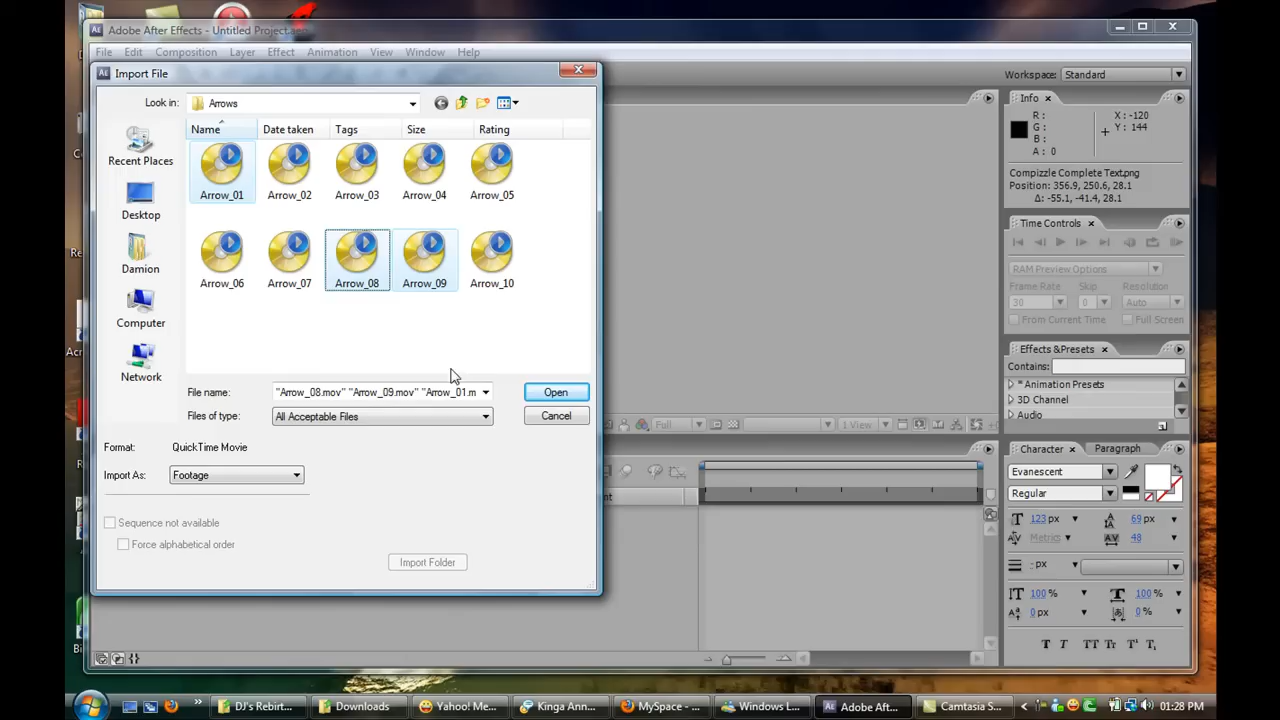 Adobe After Effects - Untitled Project.aep
File Edit Composition Layer Effect Animation View Window Help
Import File
Workspace: Standard
Look in: Arrows
Name Date taken Tags Size Rating
Recent Places
Desktop
Damion
Computer
Network
Arrow_01 Arrow_02 Arrow_03 Arrow_04 Arrow_05
Arrow_06 Arrow_07 Arrow_08 Arrow_09 Arrow_10
File name: "Arrow_08.mov" "Arrow_09.mov" "Arrow_01.m
Open
Files of type: All Acceptable Files
Cancel
Format: QuickTime Movie
Import As: Footage
Sequence not available
Force alphabetical order
Import Folder
Info
R :
G :
B :
A : 0
X : -120
Y : 144
Compizzle Complete Text.png
Position: 356.9, 250.6, 28.1
Δ: -55.1, -41.4, 28.1
Time Controls
RAM Preview Options
Frame Rate Skip Resolution
30 0 Auto
From Current Time Full Screen
Effects & Presets
Contains:
* Animation Presets
3D Channel
Audio
Full 1 View
Character Paragraph
Evanescent
Regular
123 px 69 px
Metrics 48
- px
100 % 100 %
0 px 0 %
T T TT Tr T¹ T₁
DJ's Rebirt... Downloads Yahoo! Me... Kinga Ann... MySpace - ... Windows L... Adobe Aft... Camtasia S... 01:28 PM